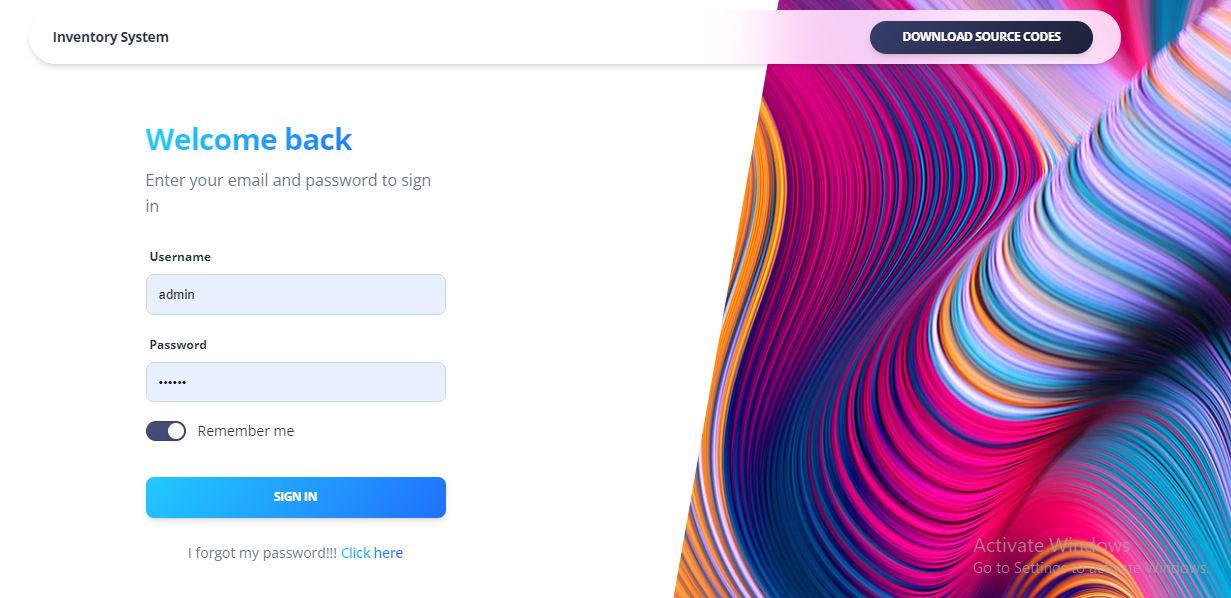 Inventory System
DOWNLOAD SOURCE CODES
Welcome back
Enter your email and password to sign
in
Username
admin
Password
••••••
Remember me
SIGN IN
I forgot my password!!! Click here
Activate Windows
Go to Settings to activate Windows.